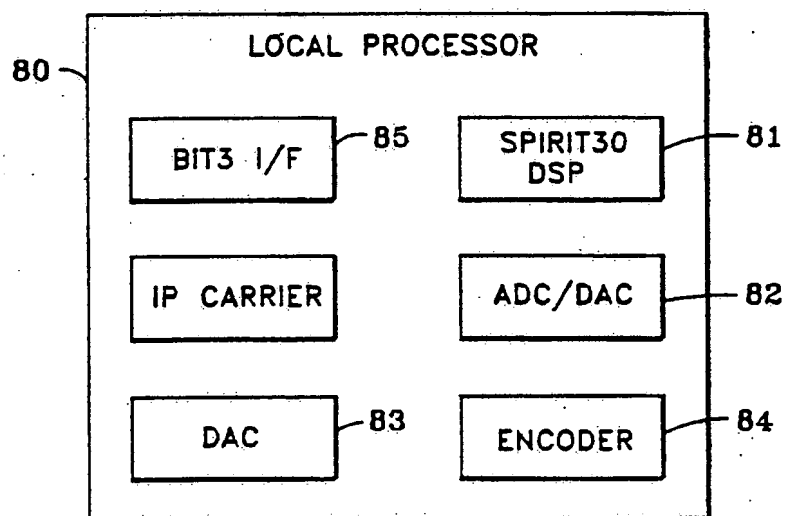 LOCAL PROCESSOR
80
BIT3 I/F
85
SPIRIT30
DSP
81
IP CARRIER
ADC/DAC
82
DAC
83
ENCODER
84